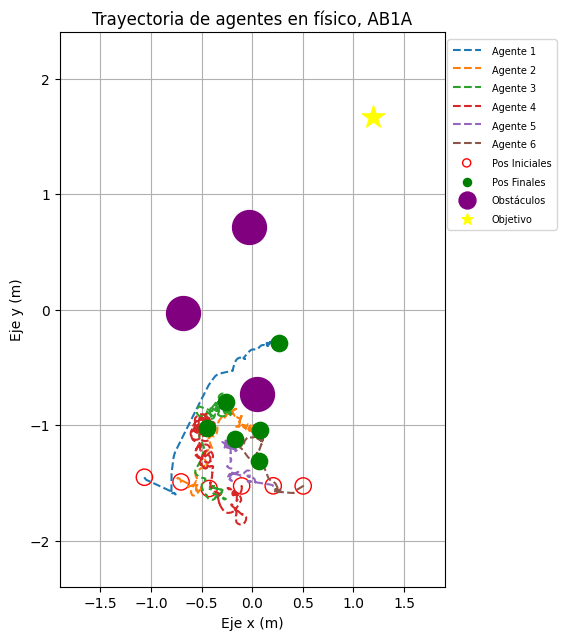 Trayectoria de agentes en físico, AB1A
Eje y (m)
2
1
0
−1
−2
−1.5
−1.0
−0.5
0.0
0.5
1.0
1.5
Eje x (m)
Agente 1
Agente 2
Agente 3
Agente 4
Agente 5
Agente 6
Pos Iniciales
Pos Finales
Obstáculos
Objetivo